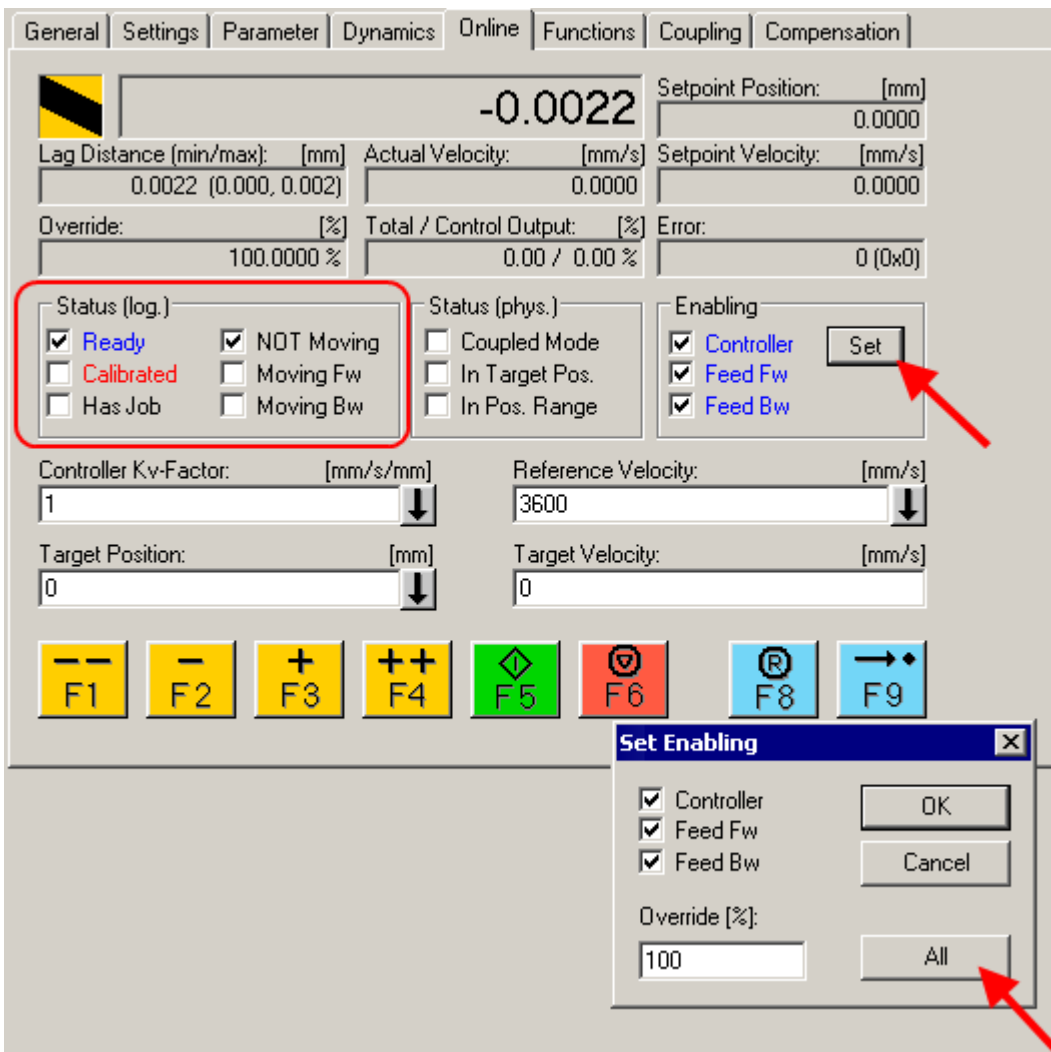 General Settings Parameter Dynamics Online Functions Coupling Compensation
-0.0022
Setpoint Position: [mm]
0.0000
Lag Distance (min/max): [mm] Actual Velocity: [mm/s] Setpoint Velocity: [mm/s]
0.0022 (0.000, 0.002) 0.0000 0.0000
Override: [%] Total / Control Output: [%] Error:
100.0000 % 0.00 / 0.00 % 0 (0x0)
Status (log.) Status (phys.) Enabling
Ready NOT Moving Coupled Mode Controller Set
Calibrated Moving Fw In Target Pos. Feed Fw
Has Job Moving Bw In Pos. Range Feed Bw
Controller Kv-Factor: [mm/s/mm] Reference Velocity: [mm/s]
1 3600
Target Position: [mm] Target Velocity: [mm/s]
0 0
-- - + ++ R
F1 F2 F3 F4 F5 F6 F8 F9
Set Enabling
Controller OK
Feed Fw
Feed Bw Cancel
Override [%]:
100 All